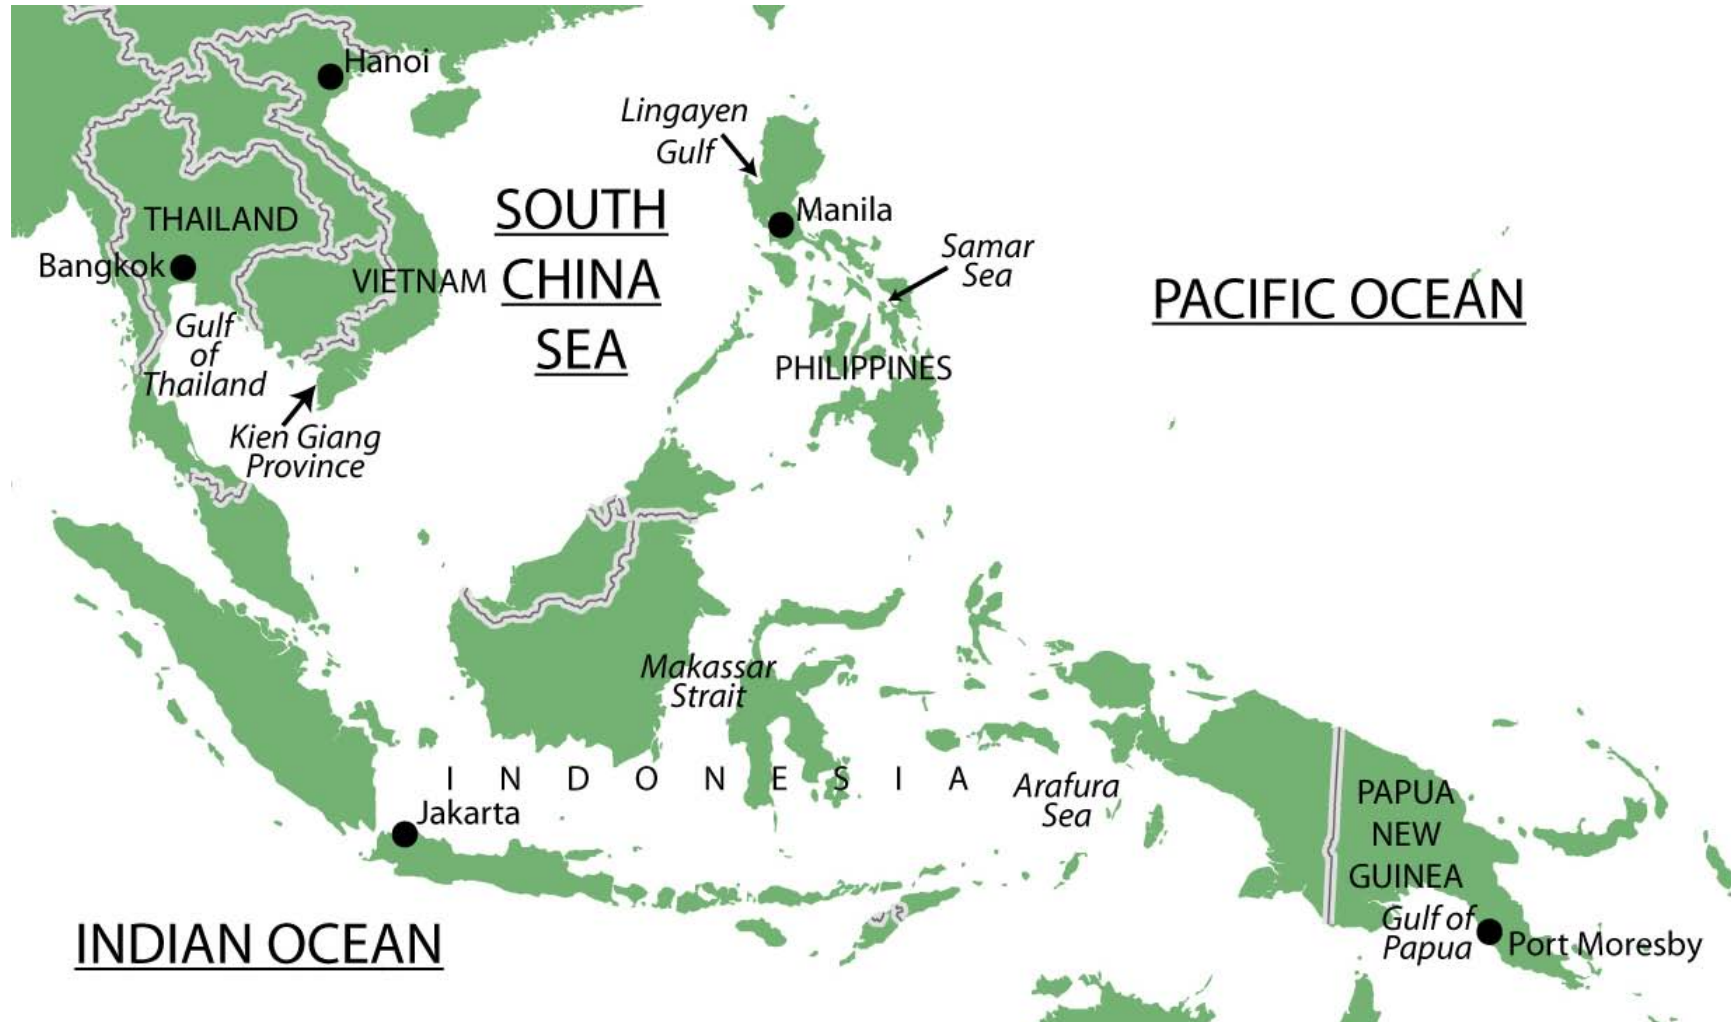 Hanoi
Lingayen
Gulf
SOUTH
CHINA
SEA
THAILAND
Manila
Bangkok
VIETNAM
Samar
Sea
PACIFIC OCEAN
Gulf
of
Thailand
PHILIPPINES
Kien Giang
Province
Makassar
Strait
INDONESIA
Arafura
Sea
Jakarta
PAPUA
NEW
GUINEA
Gulf of
Papua
Port Moresby
INDIAN OCEAN